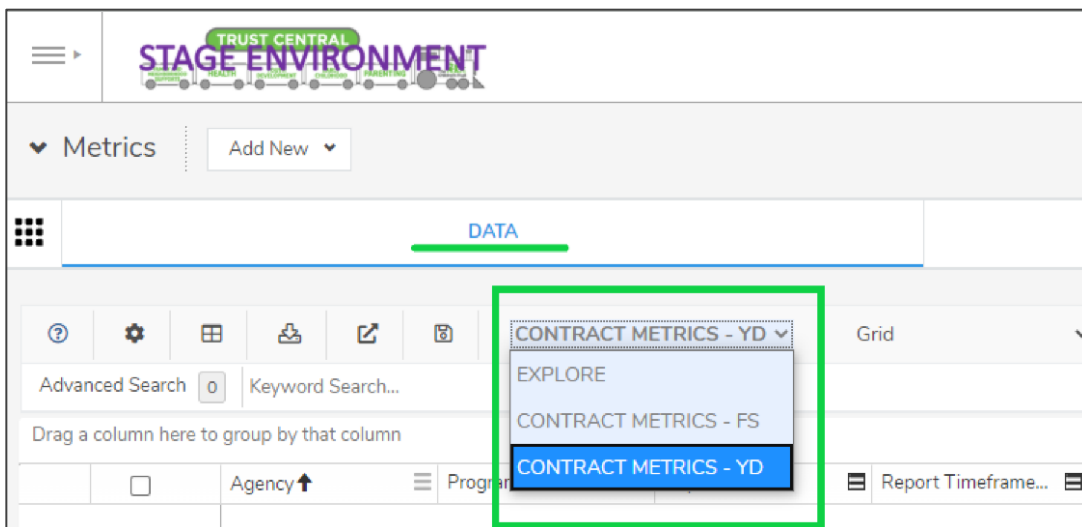 TRUST CENTRAL
STAGE ENVIRONMENT
HEALTH
PARENTING
Metrics
Add New
DATA
CONTRACT METRICS - YD
Grid
EXPLORE
Advanced Search 0 Keyword Search...
CONTRACT METRICS - FS
Drag a column here to group by that column
CONTRACT METRICS - YD
Agency Report Timeframe...